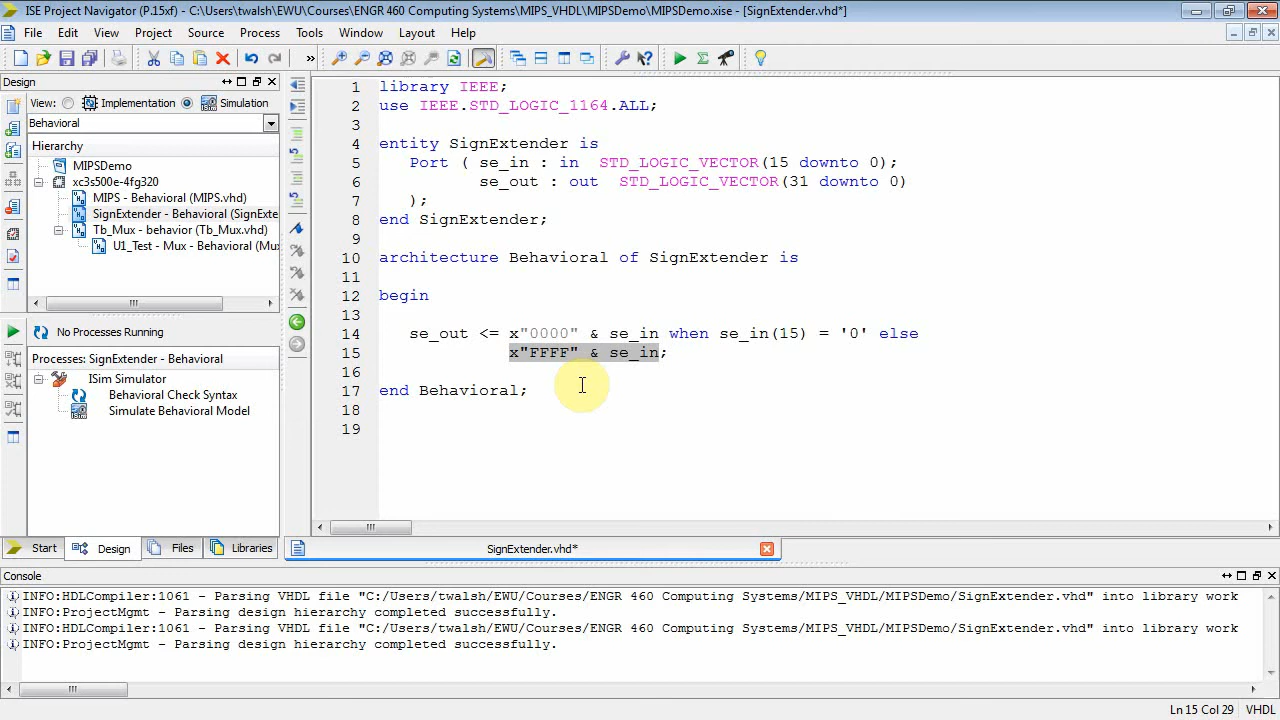 ISE Project Navigator (P.15xf) - C:\Users\twalsh\EWU\Courses\ENGR 460 Computing Systems\MIPS_VHDL\MIPSDemo\MIPSDemo.xise - [SignExtender.vhd*]
File Edit View Project Source Process Tools Window Layout Help
»
Design
View: Implementation Simulation
Behavioral
Hierarchy
MIPSDemo
xc3s500e-4fg320
MIPS - Behavioral (MIPS.vhd)
SignExtender - Behavioral (SignExte
Tb_Mux - behavior (Tb_Mux.vhd)
U1_Test - Mux - Behavioral (Mu
No Processes Running
Processes: SignExtender - Behavioral
ISim Simulator
Behavioral Check Syntax
Simulate Behavioral Model
Start Design Files Libraries
1 library IEEE;
2 use IEEE.STD_LOGIC_1164.ALL;
3
4 entity SignExtender is
5 Port ( se_in : in STD_LOGIC_VECTOR(15 downto 0);
6 se_out : out STD_LOGIC_VECTOR(31 downto 0)
7 );
8 end SignExtender;
9
10 architecture Behavioral of SignExtender is
11
12 begin
13
14 se_out <= x"0000" & se_in when se_in(15) = '0' else
15 x"FFFF" & se_in;
16
17 end Behavioral;
18
19
SignExtender.vhd*
Console
INFO:HDLCompiler:1061 - Parsing VHDL file "C:/Users/twalsh/EWU/Courses/ENGR 460 Computing Systems/MIPS_VHDL/MIPSDemo/SignExtender.vhd" into library work
INFO:ProjectMgmt - Parsing design hierarchy completed successfully.
INFO:HDLCompiler:1061 - Parsing VHDL file "C:/Users/twalsh/EWU/Courses/ENGR 460 Computing Systems/MIPS_VHDL/MIPSDemo/SignExtender.vhd" into library work
INFO:ProjectMgmt - Parsing design hierarchy completed successfully.
Ln 15 Col 29 VHDL